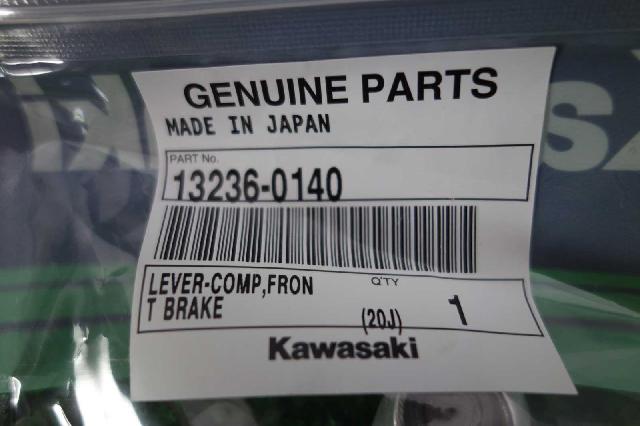 GENUINE PARTS
MADE IN JAPAN
PART No.
13236-0140
LEVER-COMP,FRON
T BRAKE
Q'TY
(20J)
1
Kawasaki